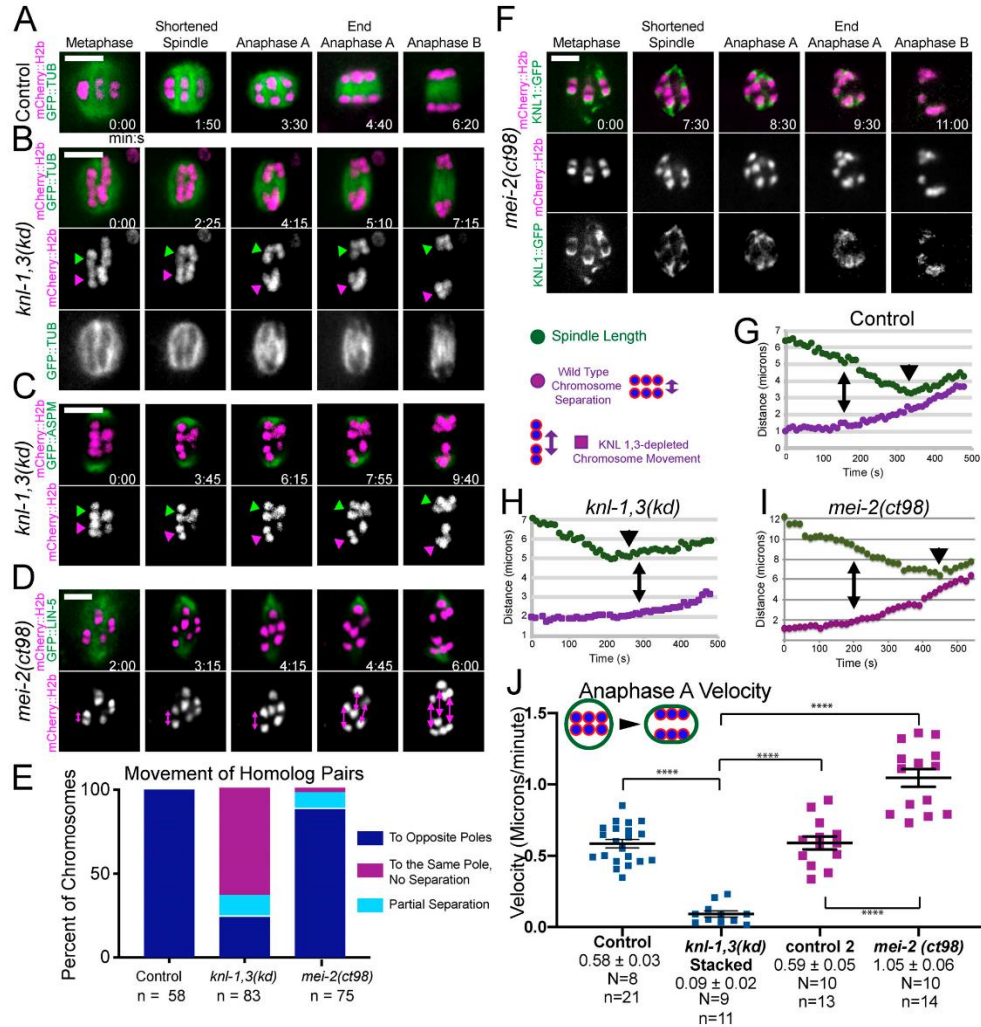 A
Metaphase
Shortened Spindle
Anaphase A
End Anaphase A
Anaphase B
Control
mCherry::H2b
GFP::TUB
0:00
1:50
3:30
4:40
6:20
min:s
B
knl-1,3(kd)
mCherry::H2b
GFP::TUB
0:00
2:25
4:15
5:10
7:15
mCherry::H2b
GFP::TUB
C
knl-1,3(kd)
mCherry::H2b
GFP::ASPM
0:00
3:45
6:15
7:55
9:40
mCherry::H2b
D
mei-2(ct98)
mCherry::H2b
GFP::LIN-5
2:00
3:15
4:15
4:45
6:00
mCherry::H2b
E
Movement of Homolog Pairs
Percent of Chromosomes
100
50
0
To Opposite Poles
To the Same Pole,
No Separation
Partial Separation
Control
knl-1,3(kd)
mei-2(ct98)
n = 58
n = 83
n = 75
F
Metaphase
Shortened Spindle
Anaphase A
End Anaphase A
Anaphase B
mei-2(ct98)
mCherry::H2b
KNL1::GFP
0:00
7:30
8:30
9:30
11:00
mCherry::H2b
KNL1::GFP
Spindle Length
Wild Type
Chromosome
Separation
KNL 1,3-depleted
Chromosome Movement
G
Control
Distance (microns)
7
6
5
4
3
2
1
0
0 100 200 300 400 500
Time (s)
H
knl-1,3(kd)
Distance (microns)
7
6
5
4
3
2
1
0
0 100 200 300 400 500
Time (s)
I
mei-2(ct98)
Distance (microns)
12
10
8
6
4
2
0
0 100 200 300 400 500
Time (s)
J
Anaphase A Velocity
Velocity (Microns/minute)
1.5
1.0
0.5
0.0
****
****
****
****
Control
0.58 ± 0.03
N=8
n=21
knl-1,3(kd)
Stacked
0.09 ± 0.02
N=9
n=11
control 2
0.59 ± 0.05
N=10
n=13
mei-2 (ct98)
1.05 ± 0.06
N=10
n=14